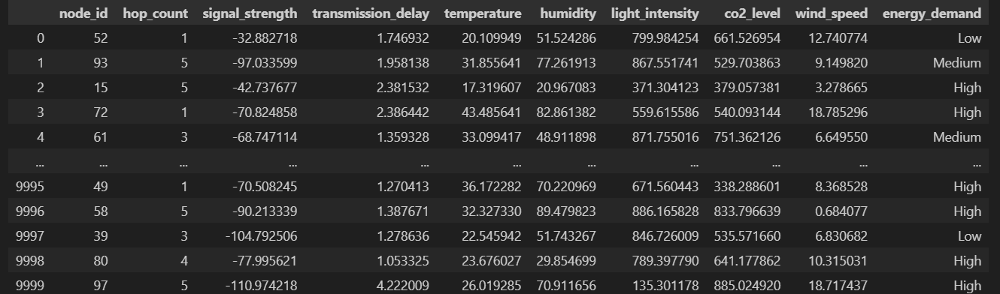 node_id hop_count signal_strength transmission_delay temperature humidity light_intensity co2_level wind_speed energy_demand
0 52 1 -32.882718 1.746932 20.109949 51.524286 799.984254 661.526954 12.740774 Low
1 93 5 -97.033599 1.958138 31.855641 77.261913 867.551741 529.703863 9.149820 Medium
2 15 5 -42.737677 2.381532 17.319607 20.967083 371.304123 379.057381 3.278665 High
3 72 1 -70.824858 2.386442 43.485641 82.861382 559.615586 540.093144 18.785296 High
4 61 3 -68.747114 1.359328 33.099417 48.911898 871.755016 751.362126 6.649550 Medium
... ... ... ... ... ... ... ... ... ... ...
9995 49 1 -70.508245 1.270413 36.172282 70.220969 671.560443 338.288601 8.368528 High
9996 58 5 -90.213339 1.387671 32.327330 89.479823 886.165828 833.796639 0.684077 High
9997 39 3 -104.792506 1.278636 22.545942 51.743267 846.726009 535.571660 6.830682 Low
9998 80 4 -77.995621 1.053325 23.676027 29.854699 789.397790 641.177862 10.315031 High
9999 97 5 -110.974218 4.222009 26.019285 70.911656 135.301178 885.024920 18.717437 High